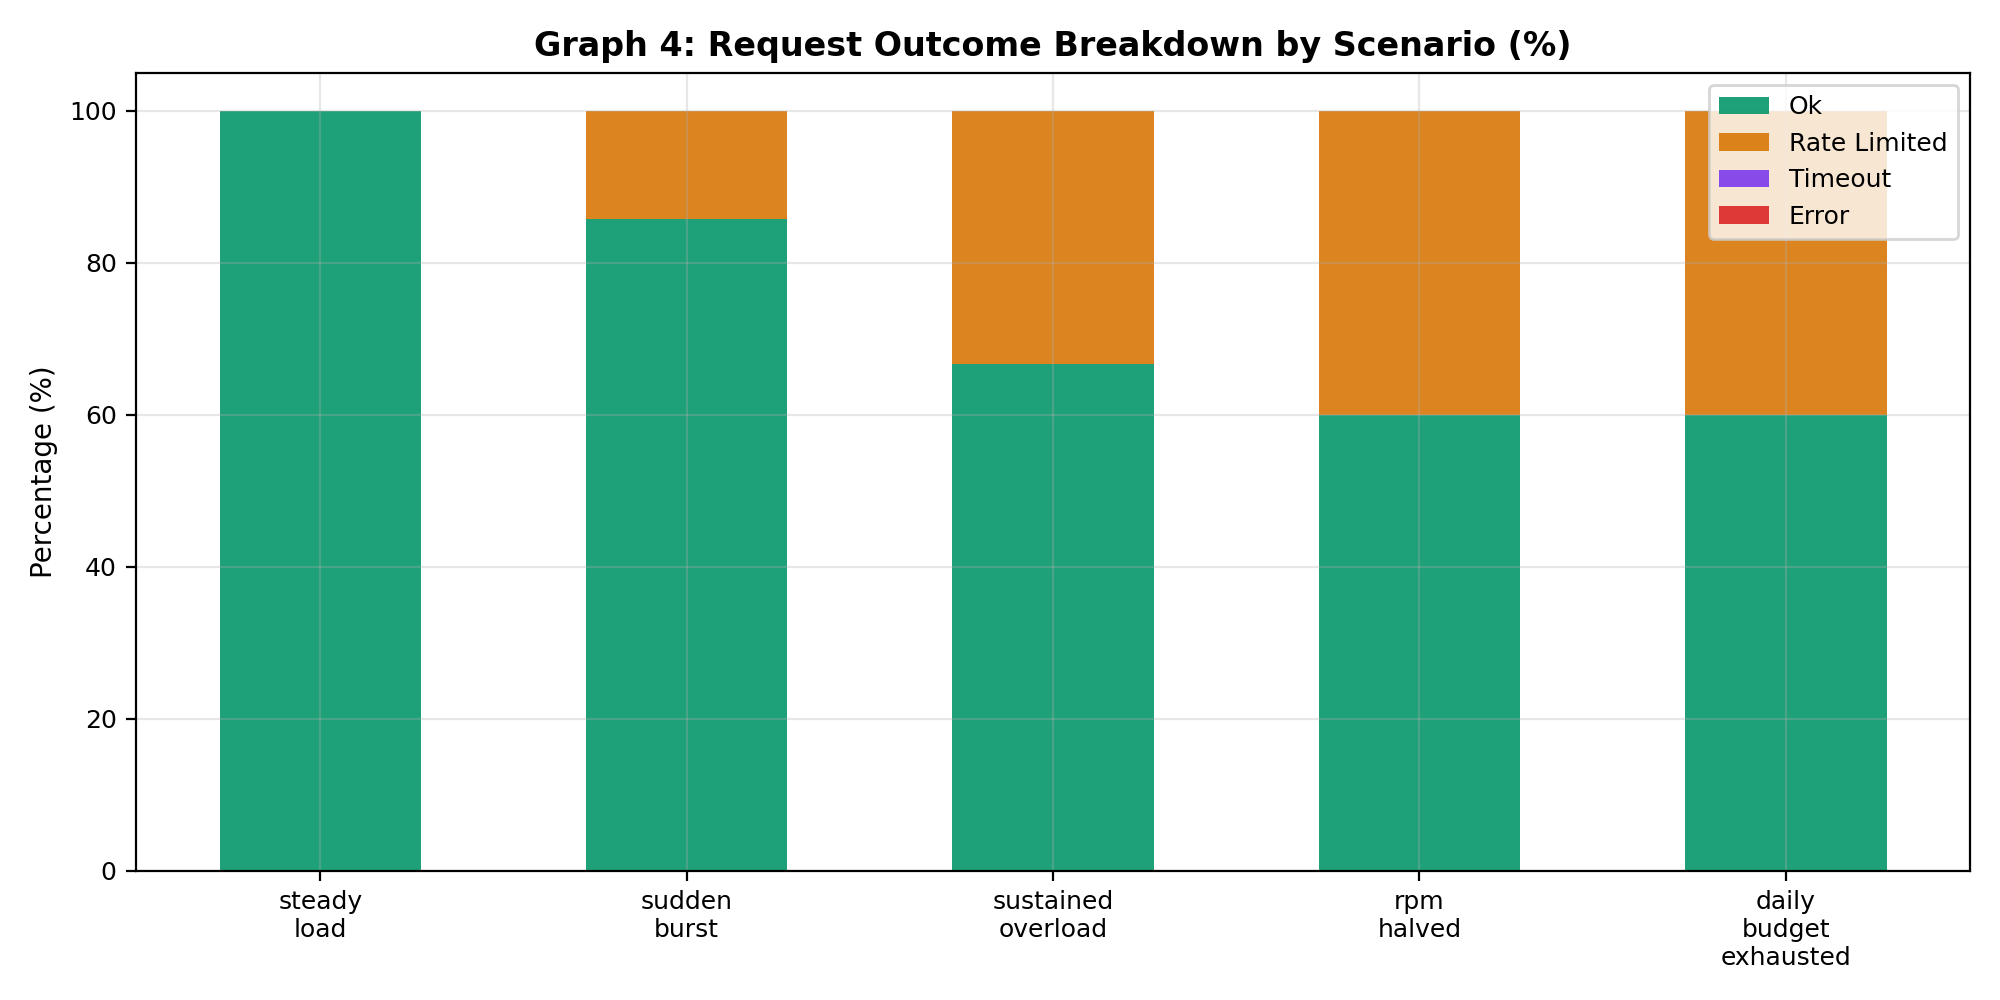 Graph 4: Request Outcome Breakdown by Scenario (%)
Ok
Rate Limited
Timeout
Error
Percentage (%)
100
80
60
40
20
0
steady
load
sudden
burst
sustained
overload
rpm
halved
daily
budget
exhausted